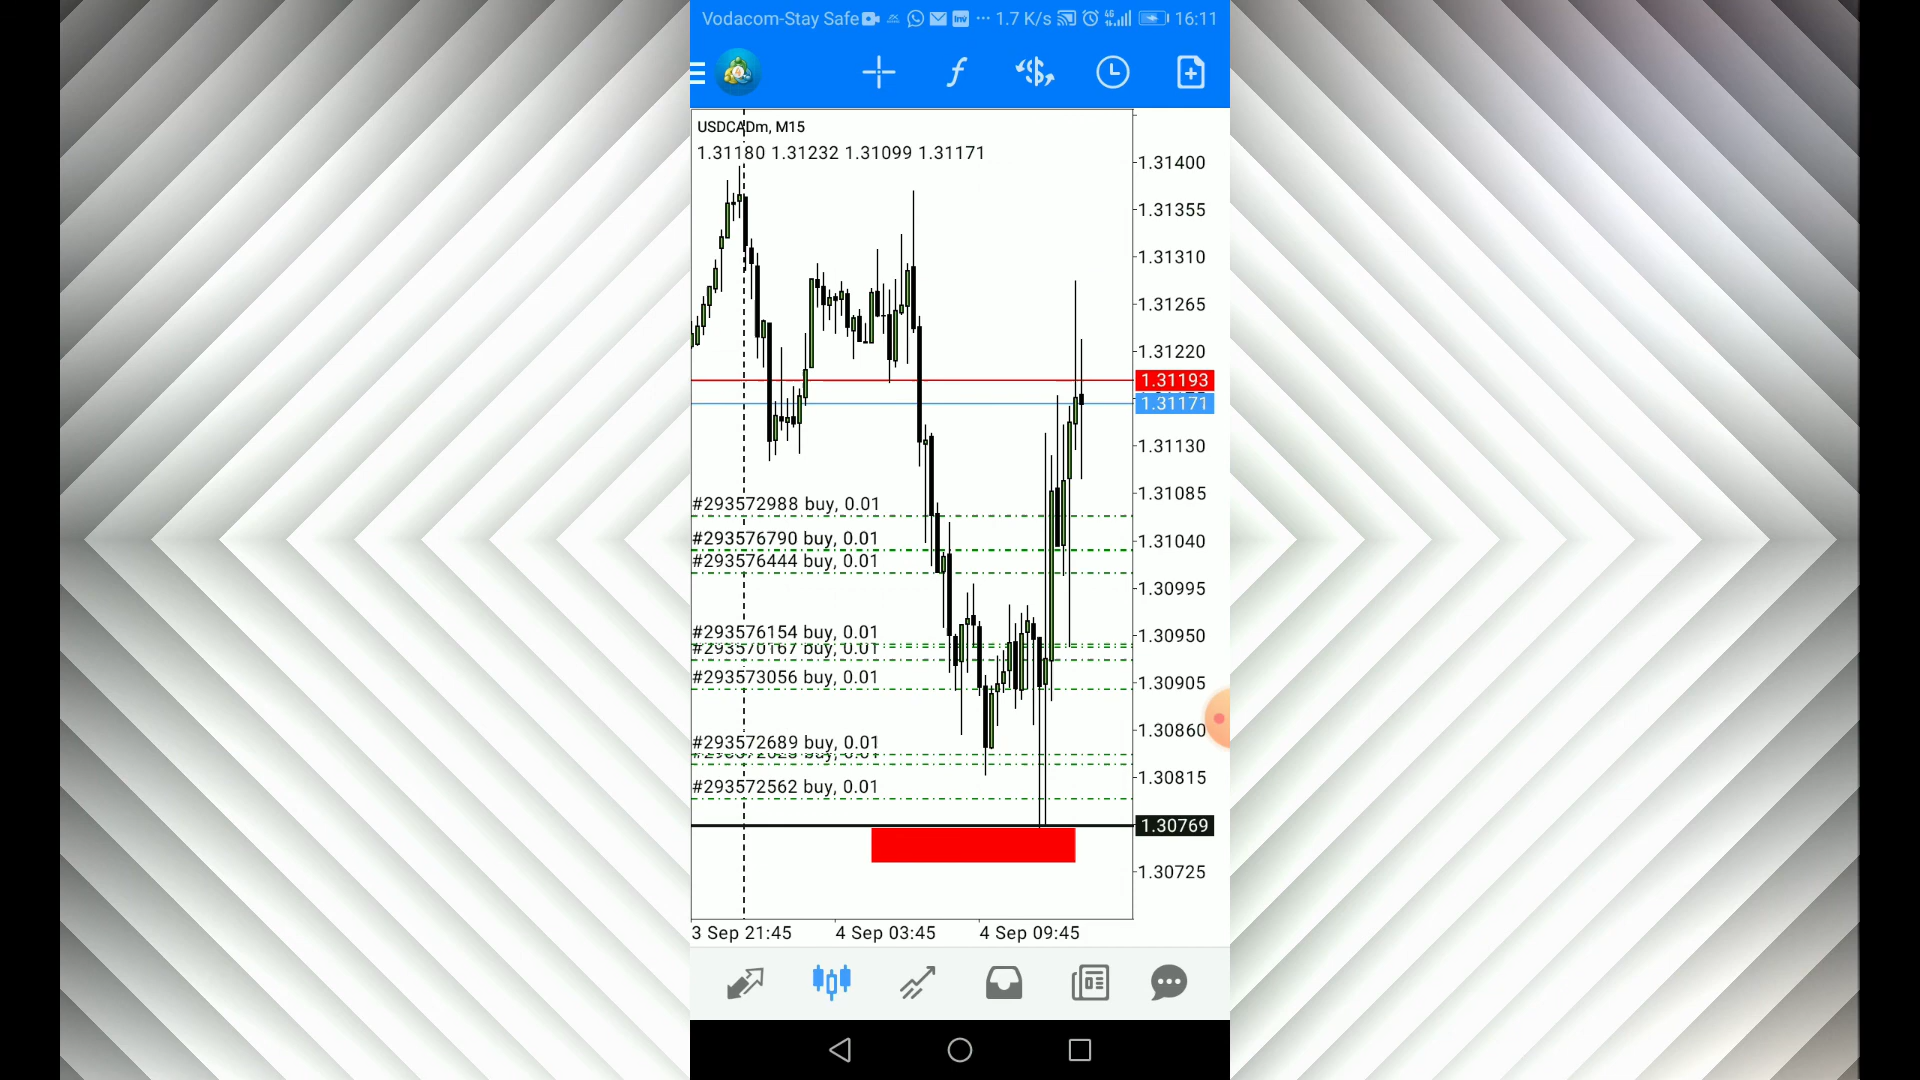 Vodacom-Stay Safe 1.7 K/s 4G 16:11
USDCADm, M15
1.31180 1.31232 1.31099 1.31171
1.31400
1.31355
1.31310
1.31265
1.31220
1.31193
1.31171
1.31130
1.31085
#293572988 buy, 0.01
#293576790 buy, 0.01
1.31040
#293576444 buy, 0.01
1.30995
#293576154 buy, 0.01
1.30950
buy, 0.01
#293573056 buy, 0.01
1.30905
1.30860
#293572689 buy, 0.01
1.30815
#293572562 buy, 0.01
1.30769
1.30725
3 Sep 21:45 4 Sep 03:45 4 Sep 09:45